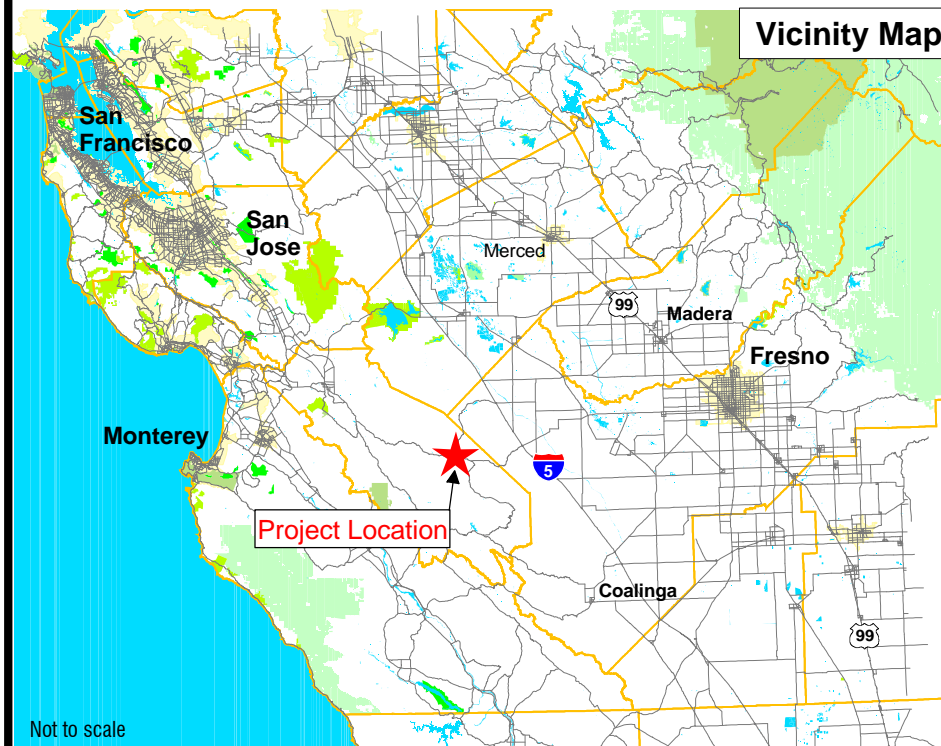 Vicinity Map
San
Francisco
San
Jose
Merced
99
Madera
Fresno
Monterey
5
Project Location
Coalinga
99
Not to scale